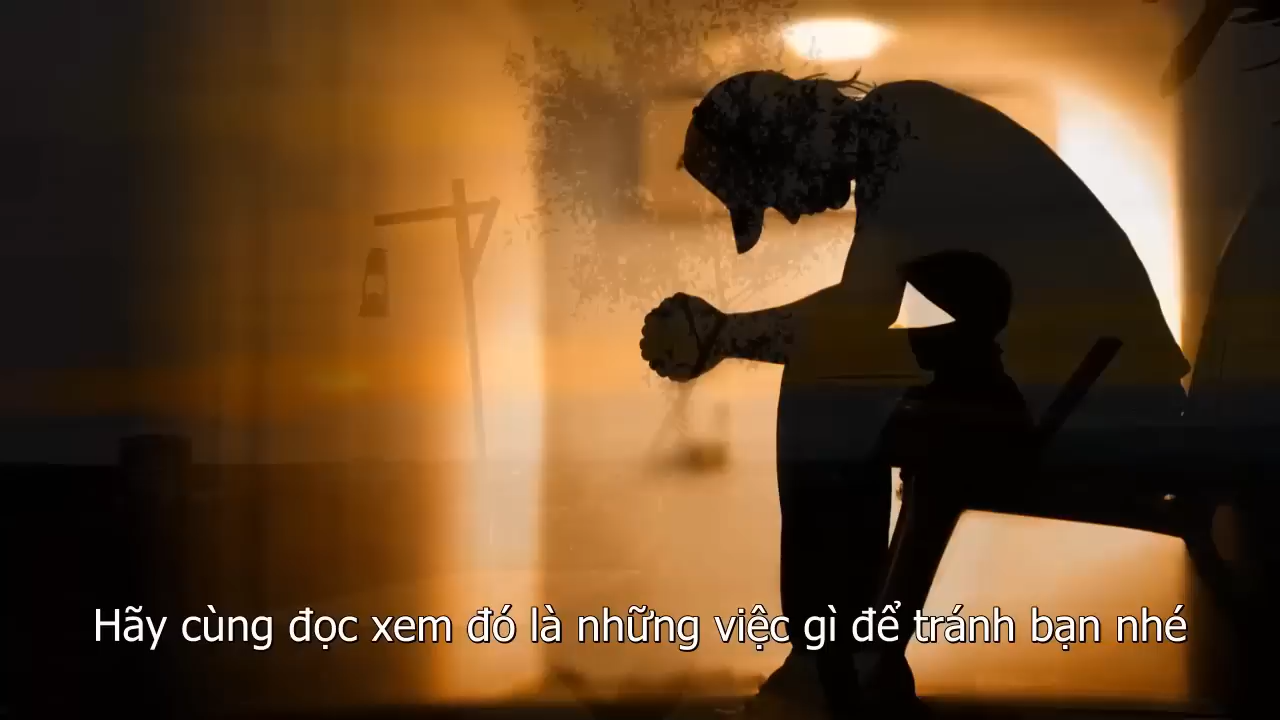 Hãy cùng đọc xem đó là những việc gì để tránh bạn nhé